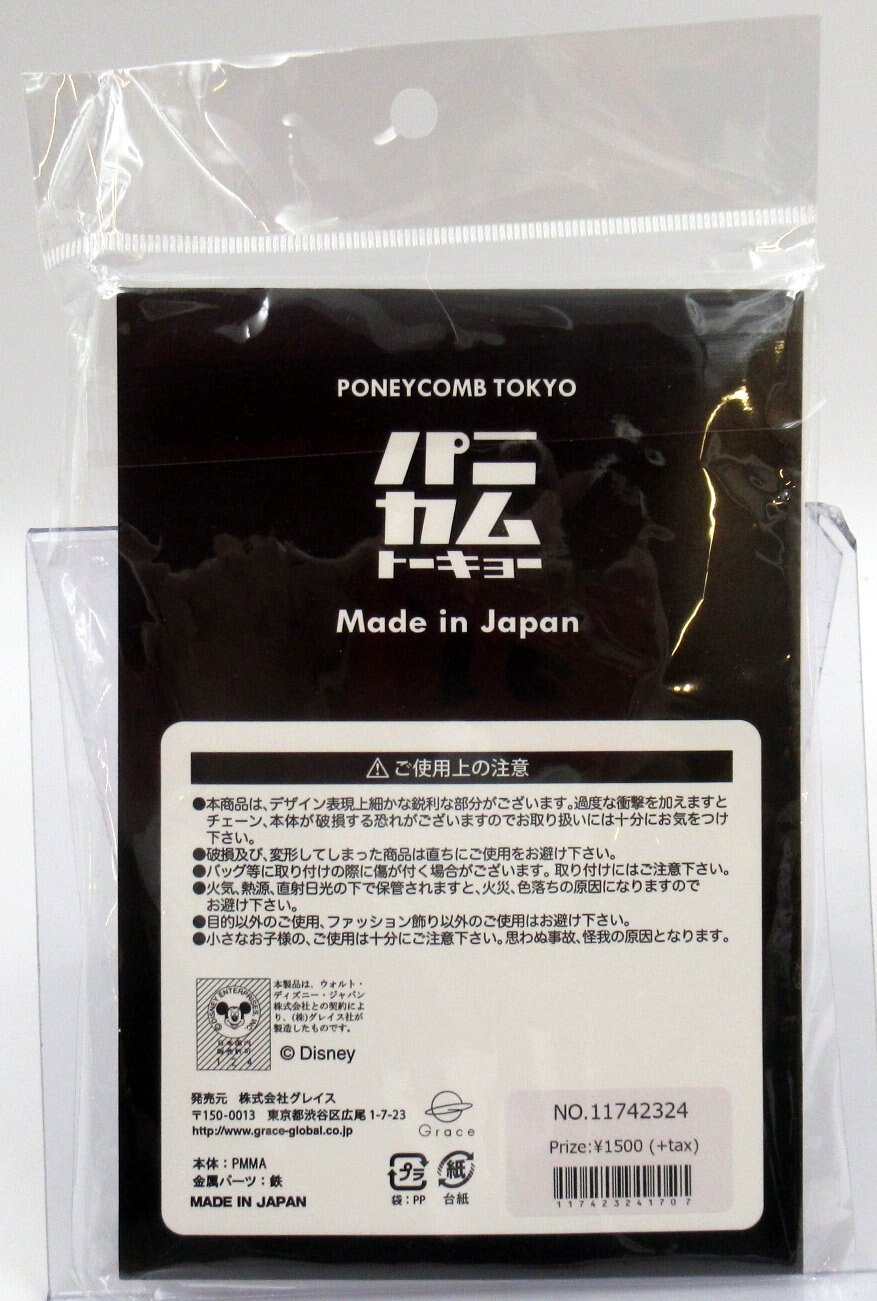 PONEYCOMB TOKYO
パニ
カム
トーキョー
Made in Japan
⚠ご使用上の注意
●本商品は、デザイン表現上細かな鋭利な部分がございます。過度な衝撃を加えますと
チェーン、本体が破損する恐れがございますのでお取り扱いには十分にお気をつけ
下さい。
●破損及び、変形してしまった商品は直ちにご使用をお避け下さい。
●バッグ等に取り付けの際に傷が付く場合がございます。取り付けにはご注意下さい。
●火気、熱源、直射日光の下で保管されますと、火災、色落ちの原因になりますので
お避け下さい。
●目的以外のご使用、ファッション飾り以外のご使用はお避け下さい。
●小さなお子様の、ご使用は十分にご注意下さい。思わぬ事故、怪我の原因となります。
©DISNEY ENTERPRISES, INC.
日本国内
販売許可
124
本製品は、ウォルト・
ディズニー・ジャパン
株式会社との契約によ
り、(株)グレイス社が
製造したものです。
© Disney
発売元 株式会社グレイス
〒150-0013 東京都渋谷区広尾1-7-23
http://www.grace-global.co.jp
Grace
本体:PMMA
金属パーツ:鉄
MADE IN JAPAN
プラ
袋:PP
紙
台紙
NO.11742324
Prize:¥1500 (+tax)
117423241707